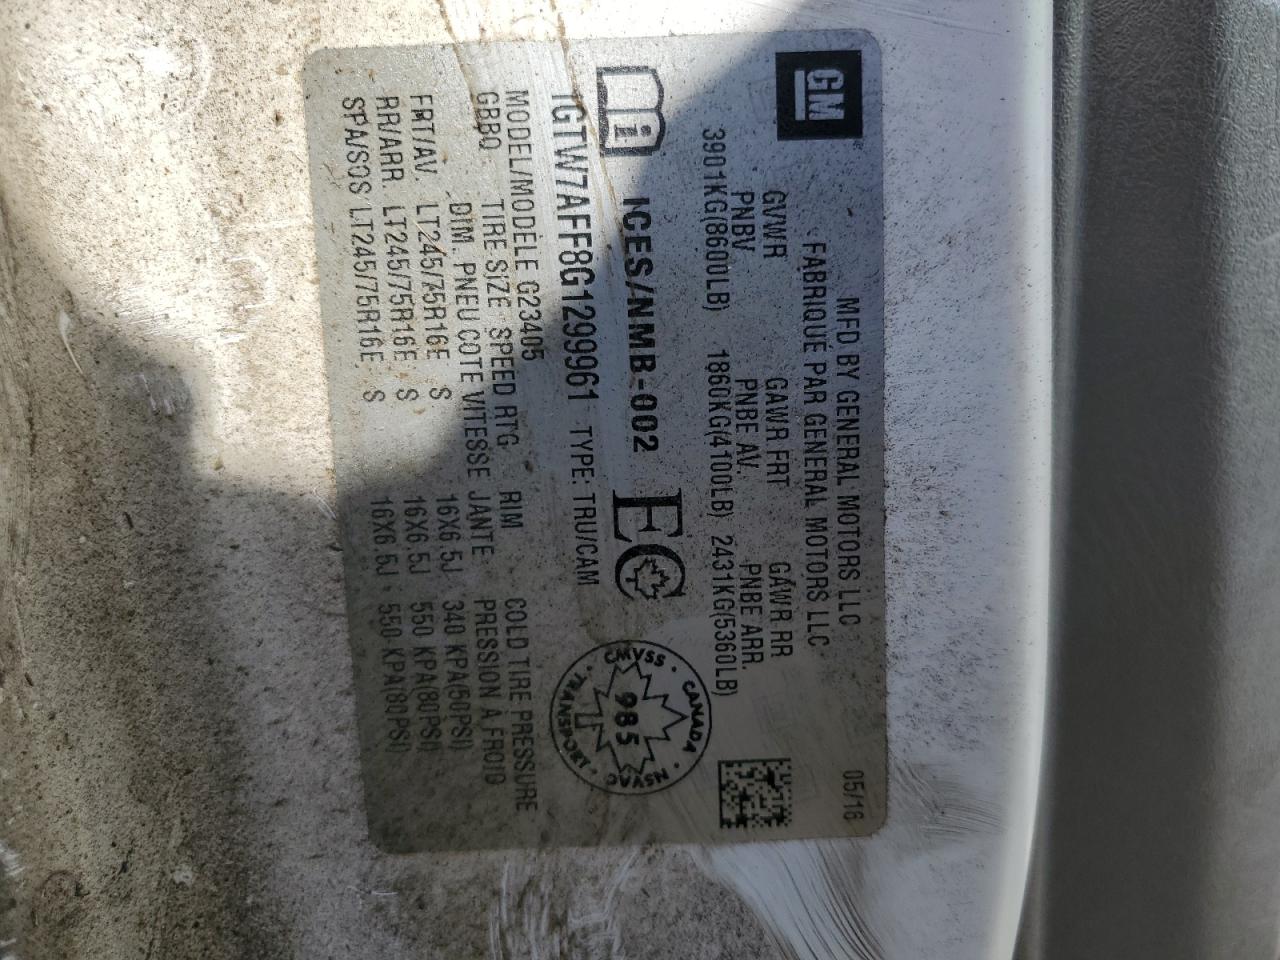 GM
MFD BY GENERAL MOTORS LLC 05/16
FABRIQUÉ PAR GENERAL MOTORS LLC
GVWR GAWR FRT GAWR RR
PNBV PNBE AV. PNBE ARR.
3901KG(8600LB) 1860KG(4100LB) 2431KG(5360LB)
i ICES/NMB-002 EC
CMVSS · CANADA · NSVAC · TRANSPORT ·
985
1GTW7AFF8G1299961 TYPE: TRU/CAM
MODEL/MODÈLE G23405
GBBQ TIRE SIZE SPEED RTG RIM COLD TIRE PRESSURE
DIM. PNEU COTE VITESSE JANTE PRESSION À FROID
FRT/AV LT245/75R16E S 16X6.5J 340 KPA(50PSI)
RR/ARR. LT245/75R16E S 16X6.5J 550 KPA(80PSI)
SPA/SOS LT245/75R16E S 16X6.5J 550 KPA(80PSI)